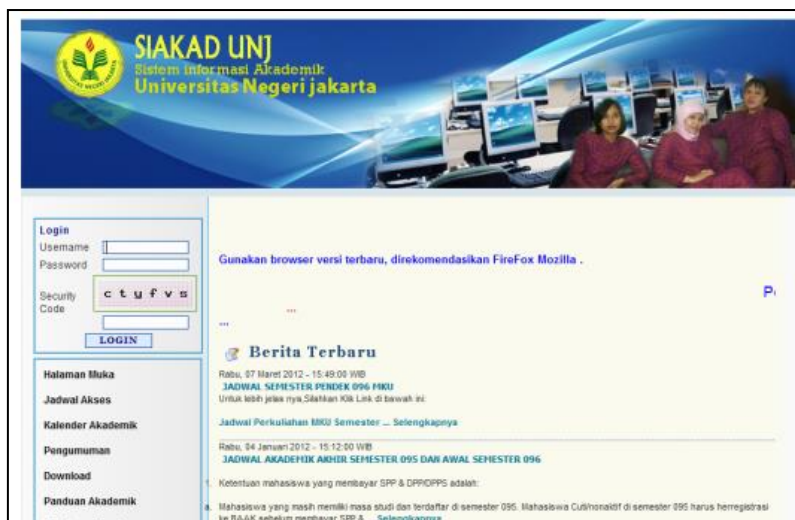 SIAKAD UNJ
Sistem informasi Akademik
Universitas Negeri jakarta
Login
Username
Password
Security
Code
c t y f v s
LOGIN
Halaman Muka
Jadwal Akses
Kalender Akademik
Pengumuman
Download
Panduan Akademik
Gunakan browser versi terbaru, direkomendasikan FireFox Mozilla .
...
...
Berita Terbaru
Rabu, 07 Maret 2012 - 15:49:00 WIB
JADWAL SEMESTER PENDEK 096 MKU
Untuk lebih jelas nya,Silahkan Klik Link di bawah ini:
Jadwal Perkuliahan MKU Semester ... Selengkapnya
Rabu, 04 Januari 2012 - 15:12:00 WIB
JADWAL AKADEMIK AKHIR SEMESTER 095 DAN AWAL SEMESTER 096
Ketentuan mahasiswa yang membayar SPP & DPP/DPPS adalah:
a. Mahasiswa yang masih memiliki masa studi dan terdaftar di semester 095. Mahasiswa Cuti/nonaktif di semester 095 harus herregistrasi
ke BAAK sebelum membayar SPP & ... Selengkapnya